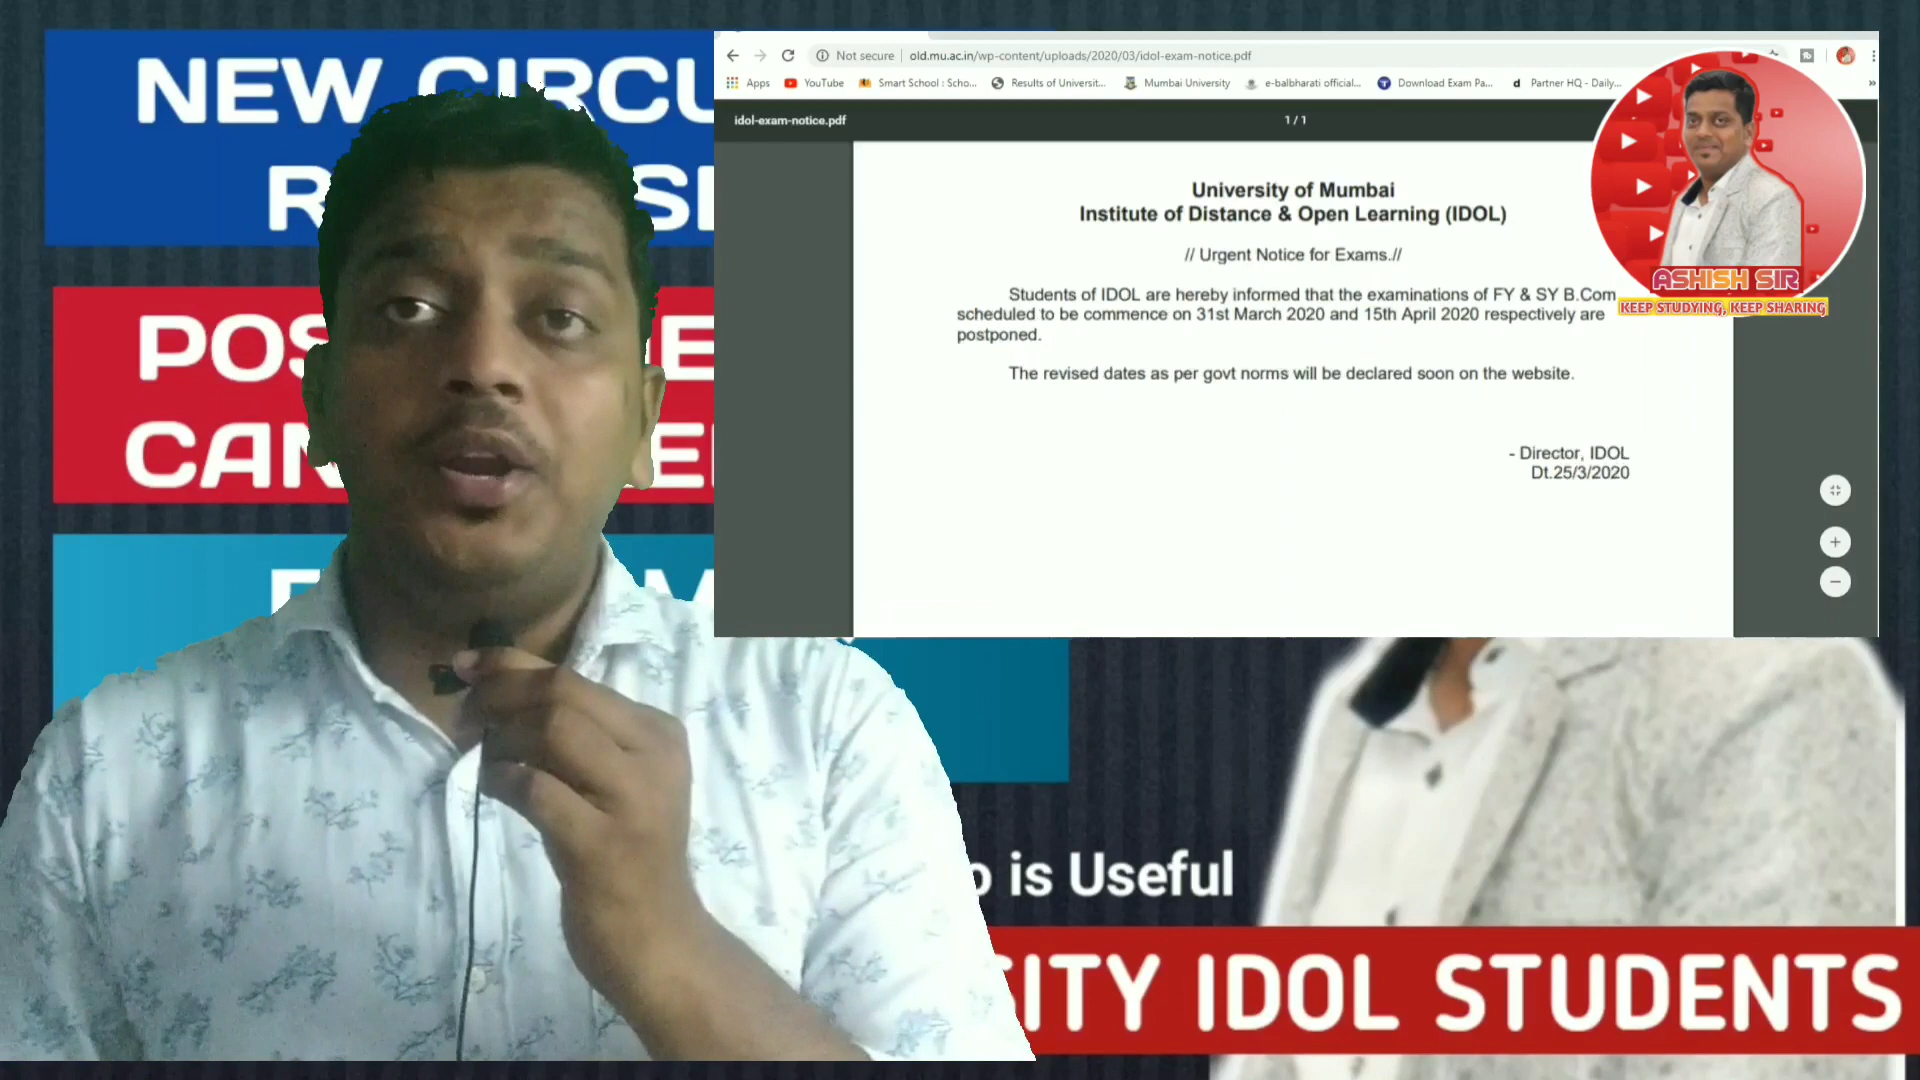 NEW CIRCU
R
SI
POS
E
CAN
E
Not secure | old.mu.ac.in/wp-content/uploads/2020/03/idol-exam-notice.pdf
Apps YouTube Smart School : Scho... Results of Universit... Mumbai University e-balbharati official... Download Exam Pa... Partner HQ - Daily...
idol-exam-notice.pdf 1 / 1
University of Mumbai
Institute of Distance & Open Learning (IDOL)
// Urgent Notice for Exams.//
Students of IDOL are hereby informed that the examinations of FY & SY B.Com
scheduled to be commence on 31st March 2020 and 15th April 2020 respectively are
postponed.
The revised dates as per govt norms will be declared soon on the website.
- Director, IDOL
Dt.25/3/2020
ASHISH SIR
KEEP STUDYING, KEEP SHARING
is Useful
SITY IDOL STUDENTS